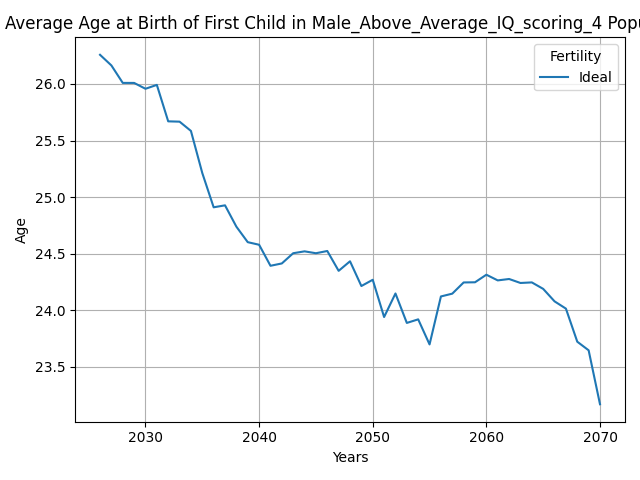 Average Age at Birth of First Child in Male_Above_Average_IQ_scoring_4 Popu
Fertility
Ideal
26.0
25.5
25.0
24.5
24.0
23.5
Age
2030 2040 2050 2060 2070
Years